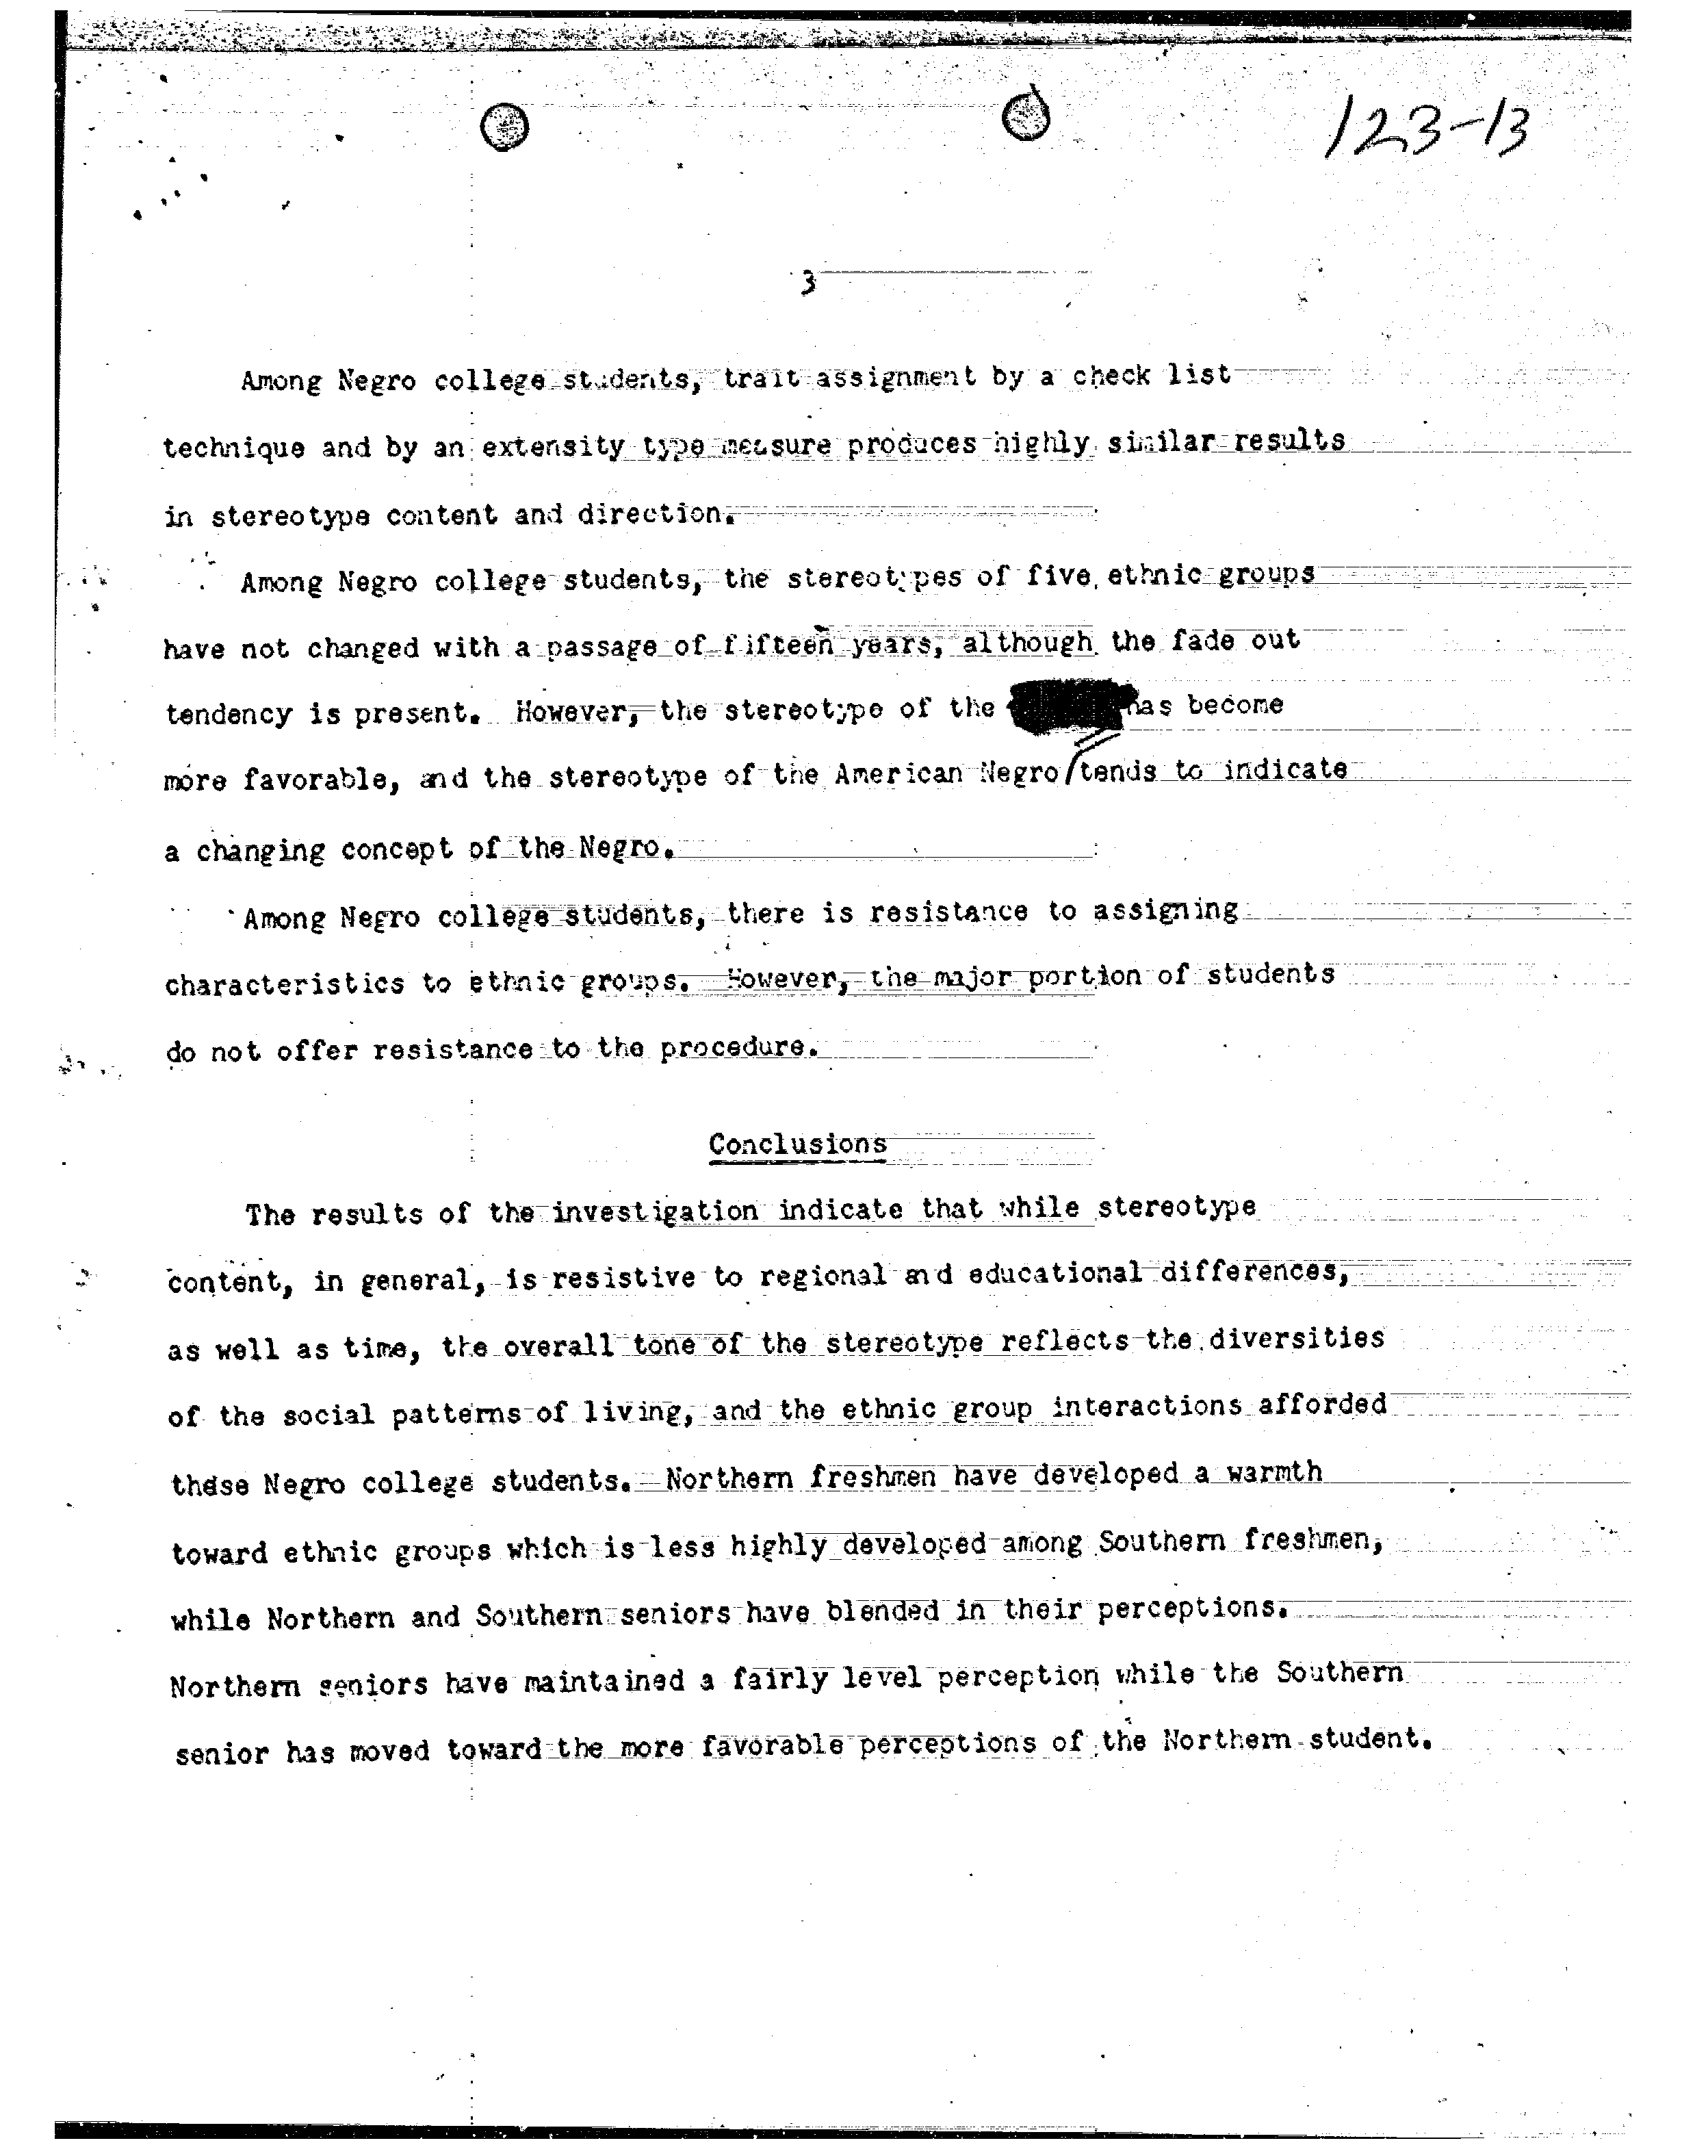 123-13
3
Among Negro college students, trait assignment by a check list
technique and by an extensity type measure produces highly similar results
in stereotype content and direction.
Among Negro college students, the stereotypes of five ethnic groups
have not changed with a passage of fifteen years, although the fade out
tendency is present. However, the stereotype of the has become
more favorable, and the stereotype of the American Negro tends to indicate
a changing concept of the Negro.
Among Negro college students, there is resistance to assigning
characteristics to ethnic groups. However, the major portion of students
do not offer resistance to the procedure.
Conclusions
The results of the investigation indicate that while stereotype
content, in general, is resistive to regional and educational differences,
as well as time, the overall tone of the stereotype reflects the diversities
of the social patterns of living, and the ethnic group interactions afforded
these Negro college students. Northern freshmen have developed a warmth
toward ethnic groups which is less highly developed among Southern freshmen,
while Northern and Southern seniors have blended in their perceptions.
Northern seniors have maintained a fairly level perception while the Southern
senior has moved toward the more favorable perceptions of the Northern student.